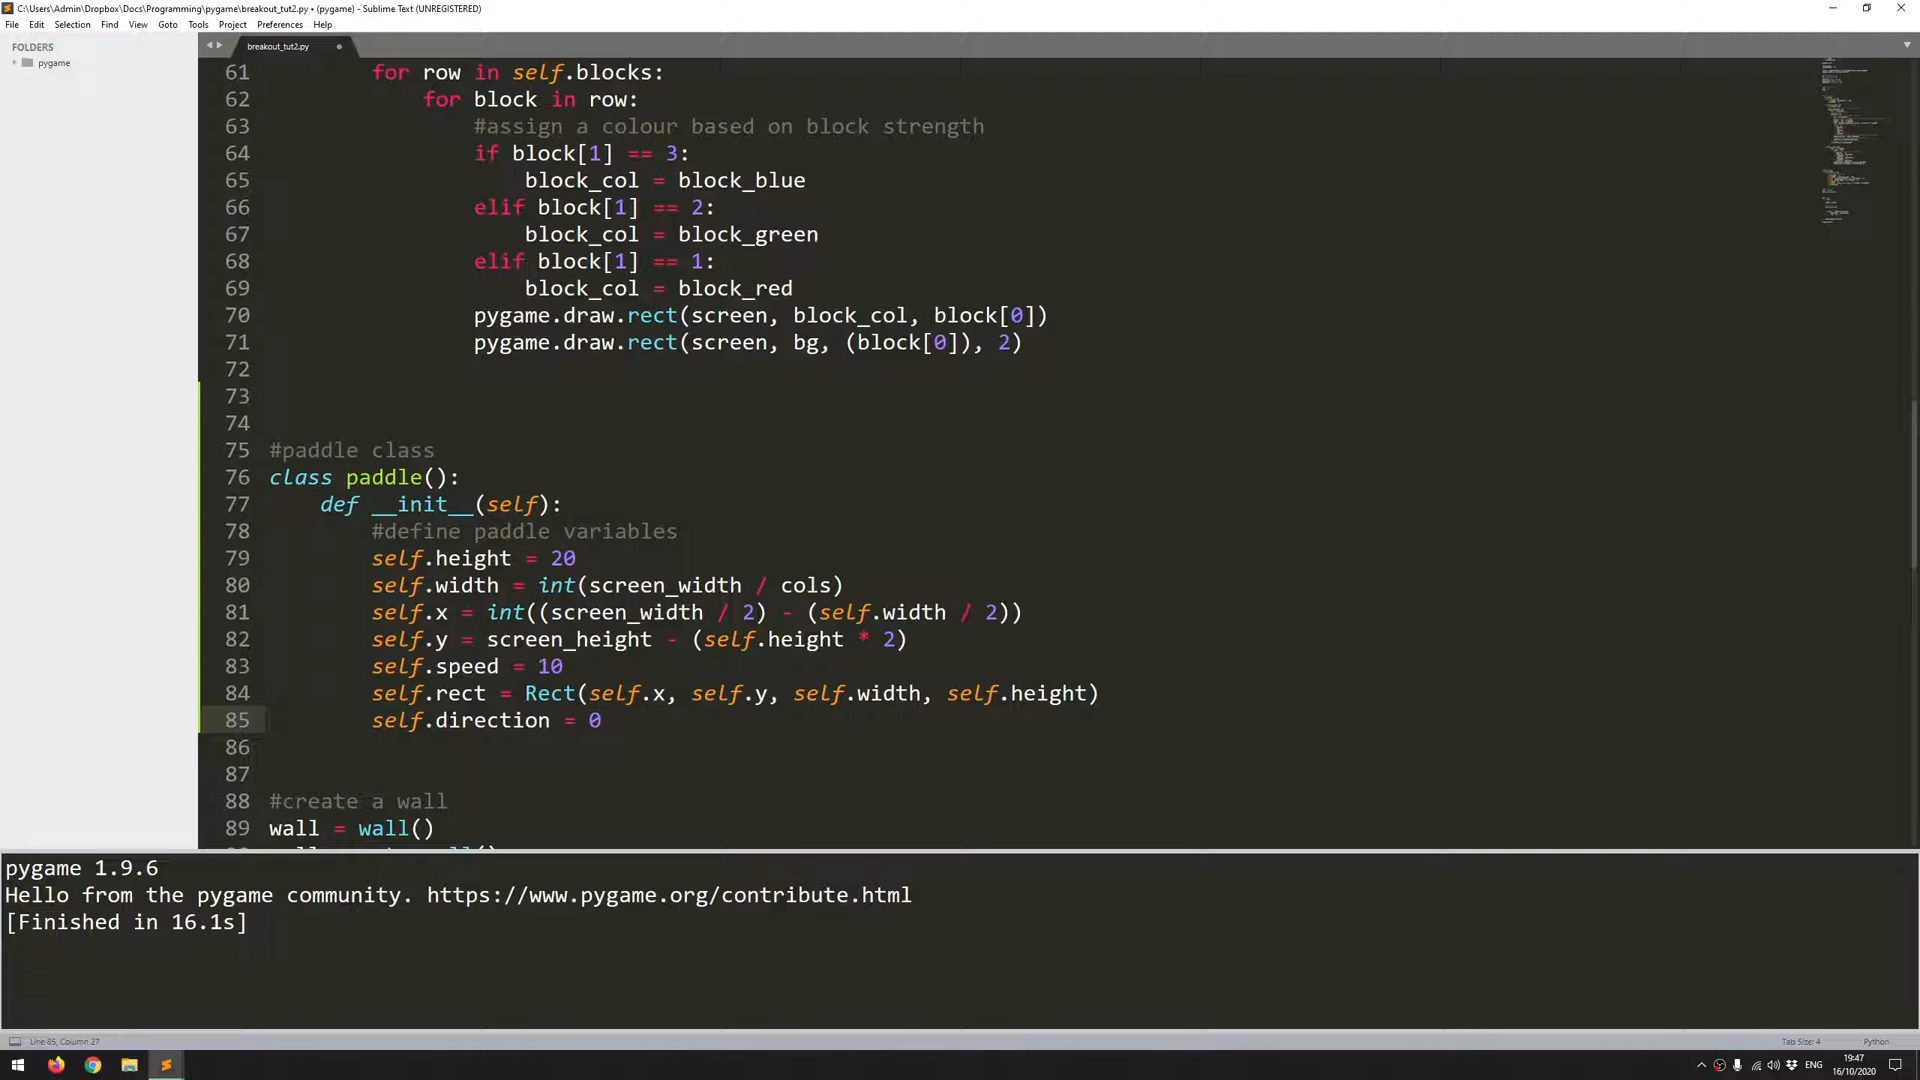 C:\Users\Admin\Dropbox\Docs\Programming\pygame\breakout_tut2.py • (pygame) - Sublime Text (UNREGISTERED)
File Edit Selection Find View Goto Tools Project Preferences Help
FOLDERS
pygame
breakout_tut2.py
61 for row in self.blocks:
62 for block in row:
63 #assign a colour based on block strength
64 if block[1] == 3:
65 block_col = block_blue
66 elif block[1] == 2:
67 block_col = block_green
68 elif block[1] == 1:
69 block_col = block_red
70 pygame.draw.rect(screen, block_col, block[0])
71 pygame.draw.rect(screen, bg, (block[0]), 2)
72
73
74
75 #paddle class
76 class paddle():
77 def __init__(self):
78 #define paddle variables
79 self.height = 20
80 self.width = int(screen_width / cols)
81 self.x = int((screen_width / 2) - (self.width / 2))
82 self.y = screen_height - (self.height * 2)
83 self.speed = 10
84 self.rect = Rect(self.x, self.y, self.width, self.height)
85 self.direction = 0
86
87
88 #create a wall
89 wall = wall()
pygame 1.9.6
Hello from the pygame community. https://www.pygame.org/contribute.html
[Finished in 16.1s]
Line 85, Column 27
Tab Size: 4
Python
ENG
19:47
16/10/2020